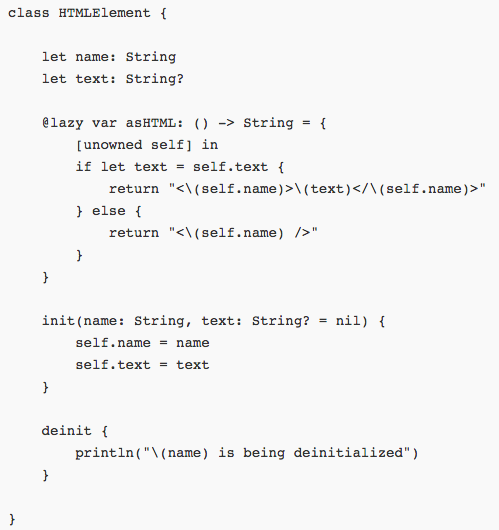 class HTMLElement {
    let name: String
    let text: String?
    @lazy var asHTML: () -> String = {
        [unowned self] in
        if let text = self.text {
            return "<\(self.name)>\(text)</\(self.name)>"
        } else {
            return "<\(self.name) />"
        }
    }
    init(name: String, text: String? = nil) {
        self.name = name
        self.text = text
    }
    deinit {
        println("\(name) is being deinitialized")
    }
}